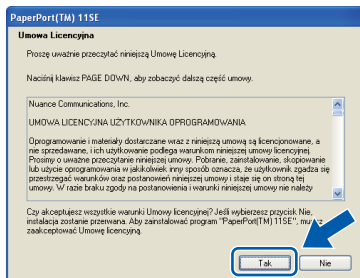 PaperPort(TM) 11SE
Umowa Licencyjna
Proszę uważnie przeczytać niniejszą Umowę Licencyjną.
Naciśnij klawisz PAGE DOWN, aby zobaczyć dalszą część umowy.
Nuance Communications, Inc.
UMOWA LICENCYJNA UŻYTKOWNIKA OPROGRAMOWANIA
Oprogramowanie i materiały dostarczane wraz z niniejszą umową są licencjonowane, a
nie sprzedawane, i ich użytkowanie podlega warunkom niniejszej umowy licencyjnej.
Prosimy o uważne przeczytanie niniejszej umowy. Pobranie, zainstalowanie, skopiowanie
lub użycie oprogramowania w jakikolwiek inny sposób oznacza, że użytkownik zgadza się
przestrzegać warunków oraz postanowień niniejszej umowy i staje się on stroną tej
umowy. W razie braku zgody na postanowienia i warunki niniejszej umowy nie należy
Czy akceptujesz wszystkie warunki Umowy licencyjnej? Jeśli wybierzesz przycisk Nie,
instalacja zostanie przerwana. Aby zainstalować program "PaperPort(TM) 11SE",
zaakceptować Umowę licencyjną.
Tak
Nie